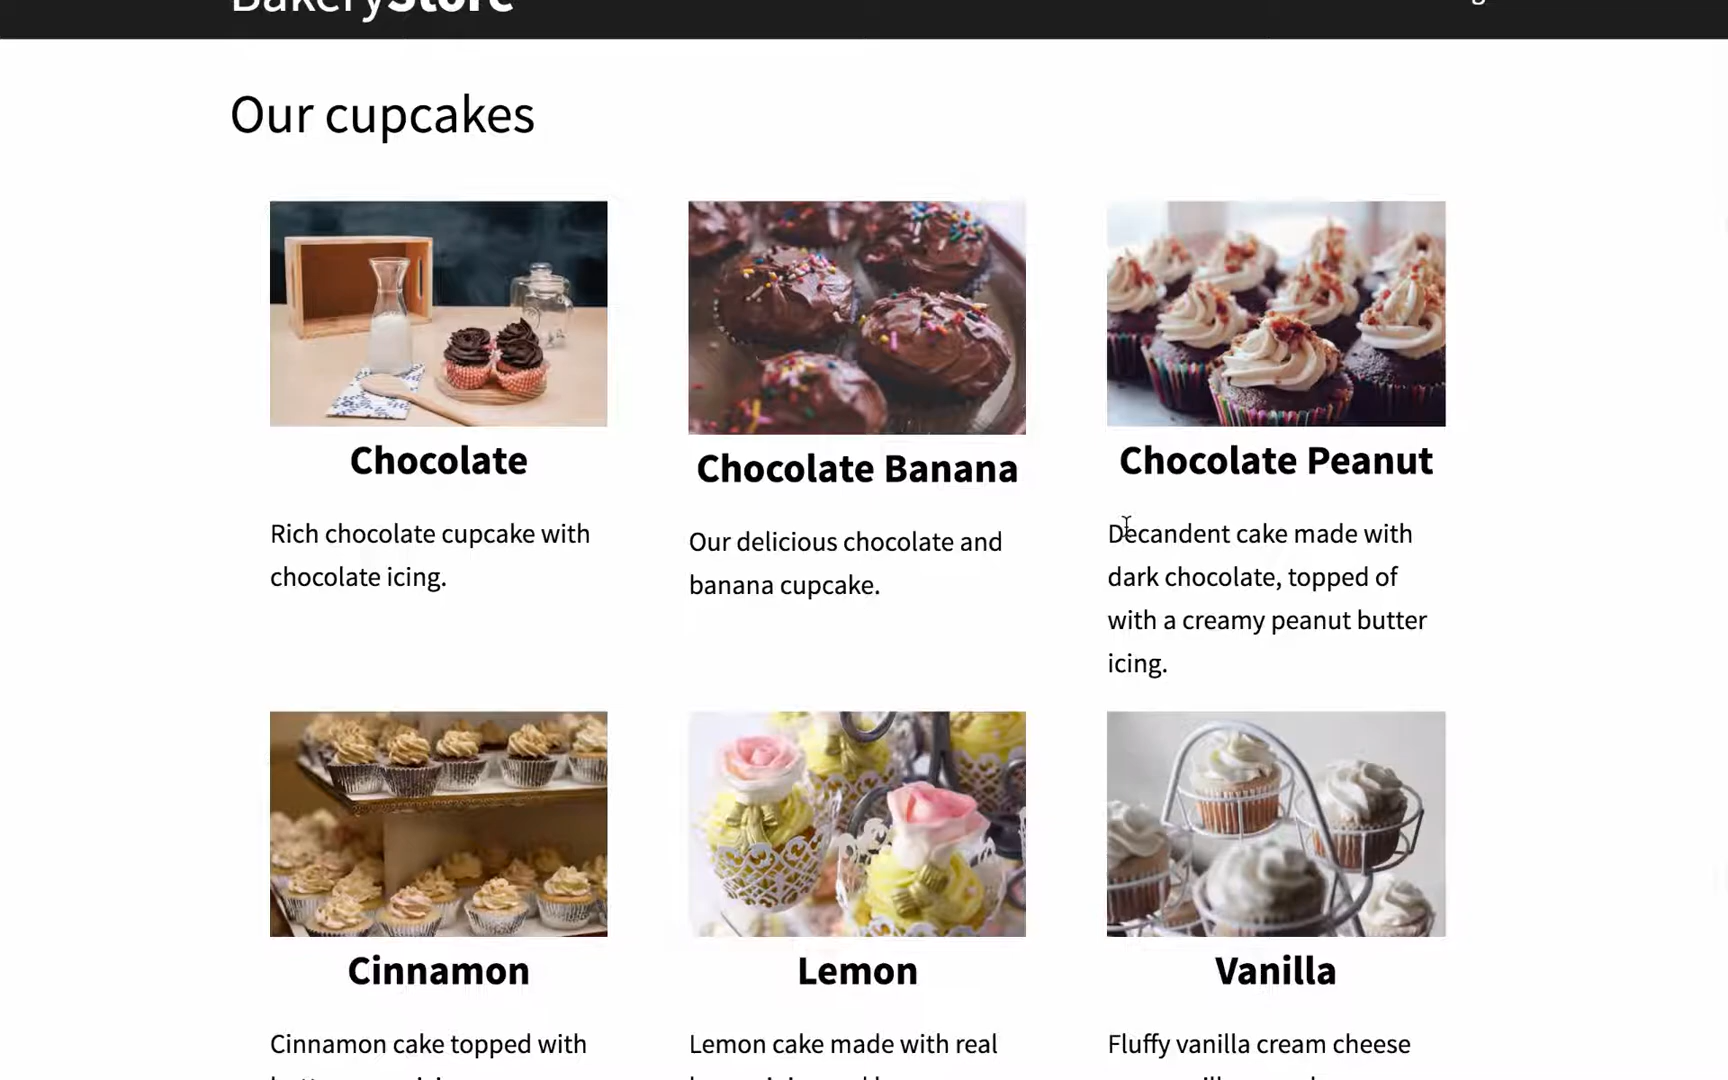 BakeryStore
Our cupcakes
Chocolate
Rich chocolate cupcake with
chocolate icing.
Chocolate Banana
Our delicious chocolate and
banana cupcake.
Chocolate Peanut
Decandent cake made with
dark chocolate, topped of
with a creamy peanut butter
icing.
Cinnamon
Cinnamon cake topped with
Lemon
Lemon cake made with real
Vanilla
Fluffy vanilla cream cheese